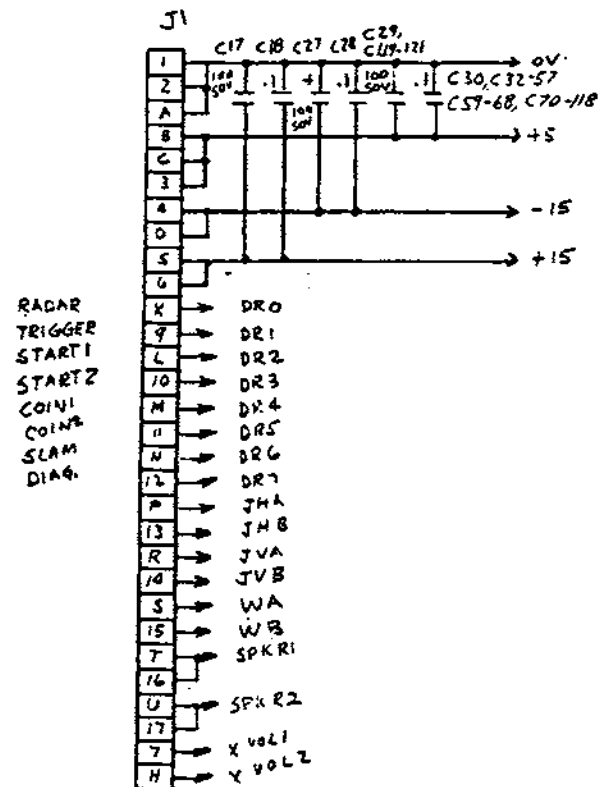 J1
C17 C18 C27 C28 C29,
C119-121
1 0V
2 100 50V .1 + .1 100 50V .1 C30, C32-57
A 100 50V C59-68, C70-118
B +5
C
3
4 -15
D
5 +15
6
RADAR K DR0
TRIGGER 9 DR1
START1 L DR2
START2 10 DR3
COIN1 M DR4
COIN2 11 DR5
SLAM N DR6
DIAG. 12 DR7
P JHA
13 JHB
R JVA
14 JVB
S WA
15 WB
T SPKR1
16
U SPKR2
17
7 X VOL1
H Y VOL2